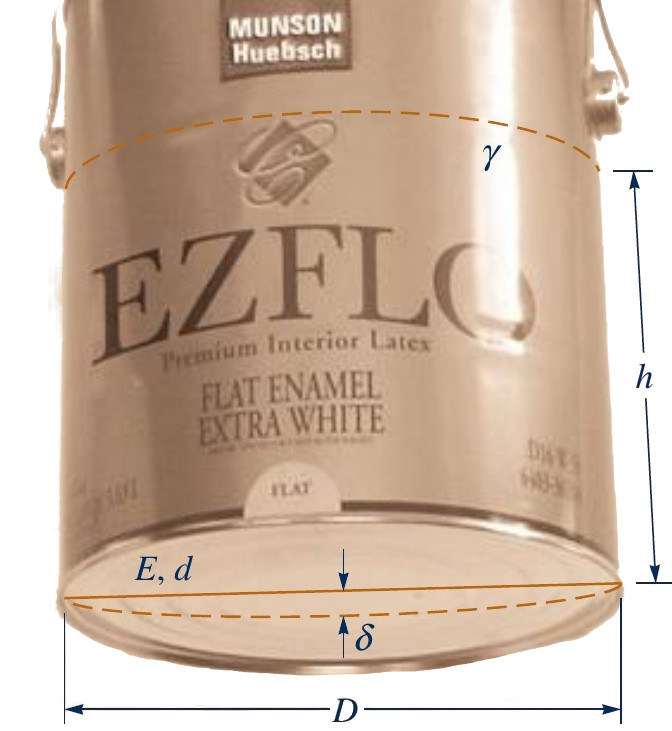 MUNSON
Huebsch
γ
EZFLO
Premium Interior Latex
h
FLAT ENAMEL
EXTRA WHITE
FLAT
E, d
δ
D